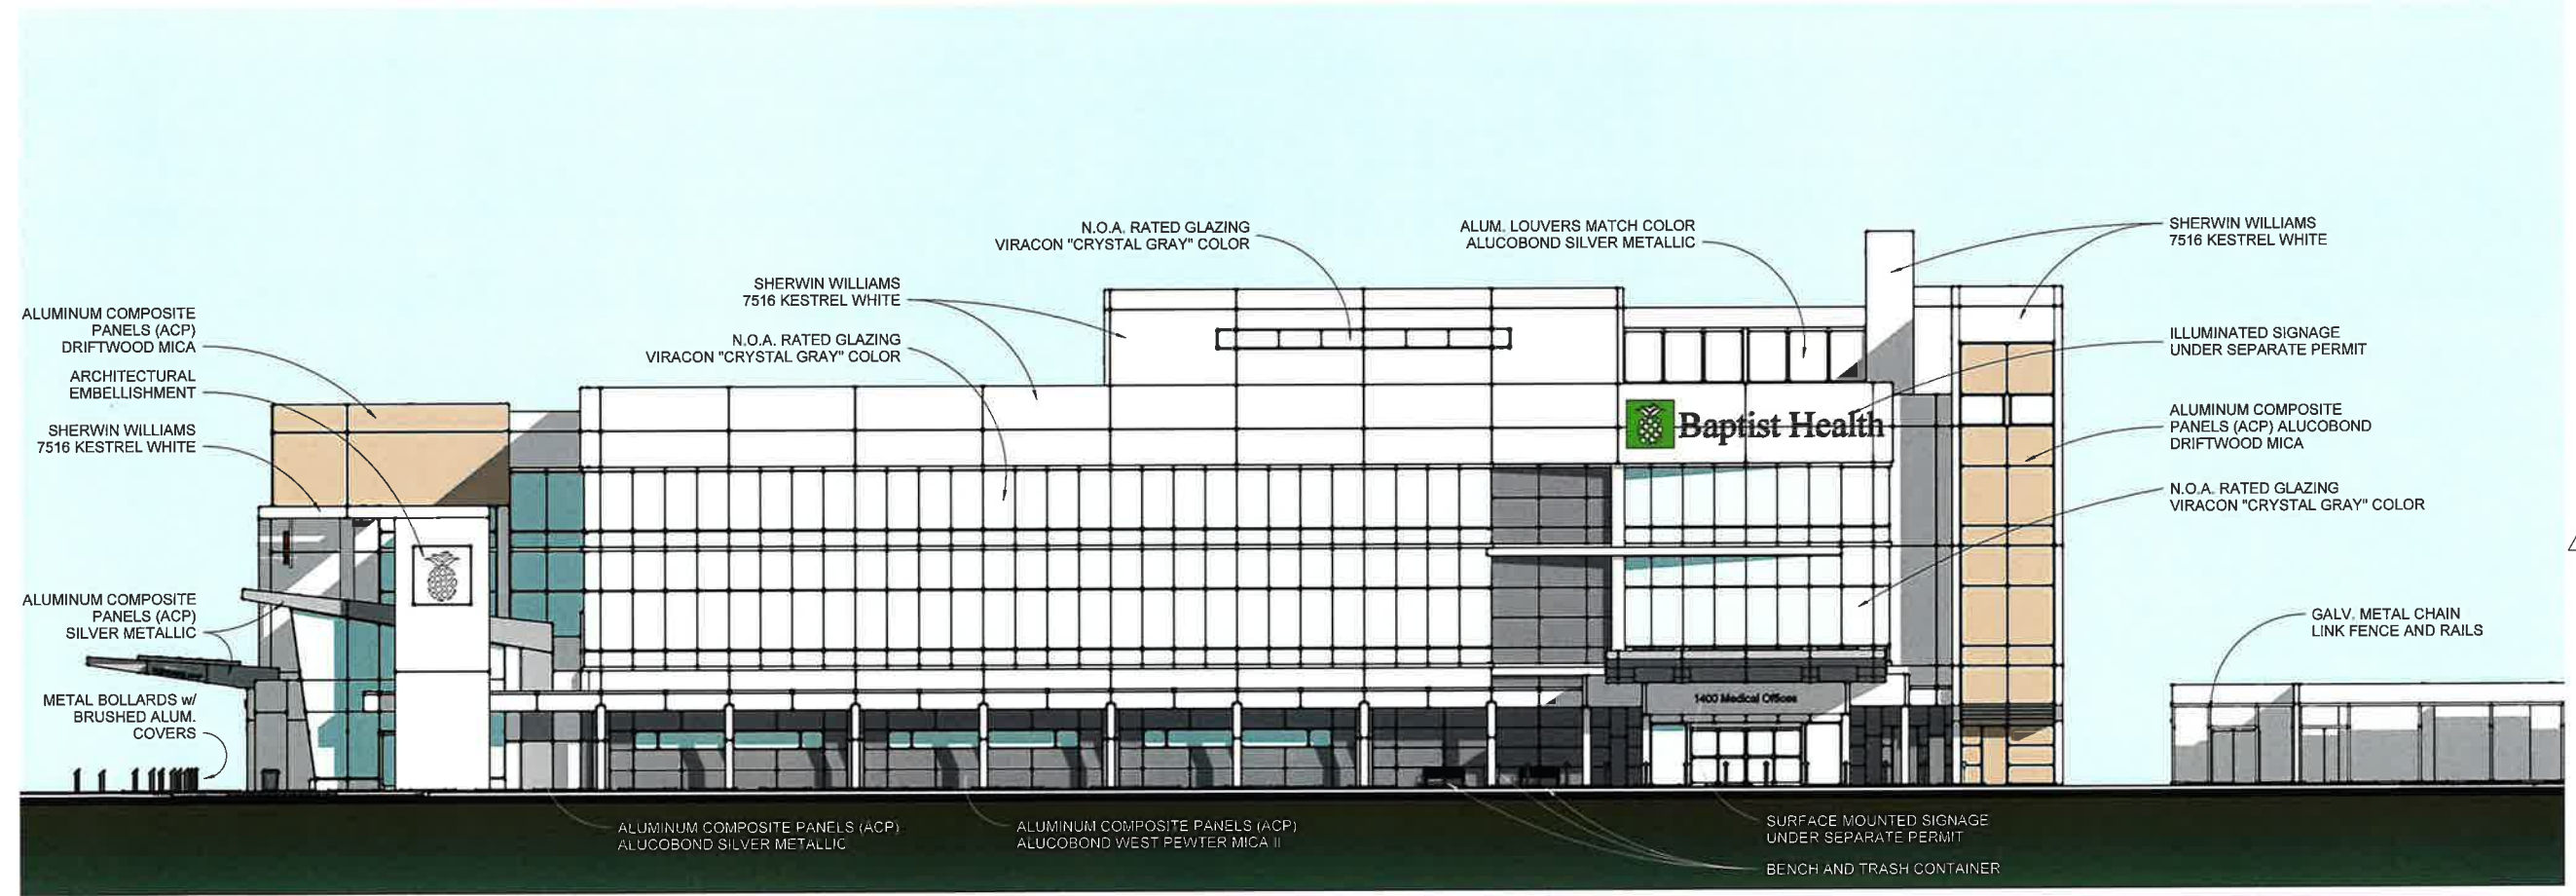 N.O.A. RATED GLAZING
VIRACON "CRYSTAL GRAY" COLOR
ALUM. LOUVERS MATCH COLOR
ALUCOBOND SILVER METALLIC
SHERWIN WILLIAMS
7516 KESTREL WHITE
SHERWIN WILLIAMS
7516 KESTREL WHITE
N.O.A. RATED GLAZING
VIRACON "CRYSTAL GRAY" COLOR
ALUMINUM COMPOSITE
PANELS (ACP)
DRIFTWOOD MICA
ARCHITECTURAL
EMBELLISHMENT
SHERWIN WILLIAMS
7516 KESTREL WHITE
ALUMINUM COMPOSITE
PANELS (ACP)
SILVER METALLIC
METAL BOLLARDS w/
BRUSHED ALUM.
COVERS
Baptist Health
1400 Medical Offices
ILLUMINATED SIGNAGE
UNDER SEPARATE PERMIT
ALUMINUM COMPOSITE
PANELS (ACP) ALUCOBOND
DRIFTWOOD MICA
N.O.A. RATED GLAZING
VIRACON "CRYSTAL GRAY" COLOR
GALV. METAL CHAIN
LINK FENCE AND RAILS
ALUMINUM COMPOSITE PANELS (ACP)
ALUCOBOND SILVER METALLIC
ALUMINUM COMPOSITE PANELS (ACP)
ALUCOBOND WEST PEWTER MICA II
SURFACE MOUNTED SIGNAGE
UNDER SEPARATE PERMIT
BENCH AND TRASH CONTAINER